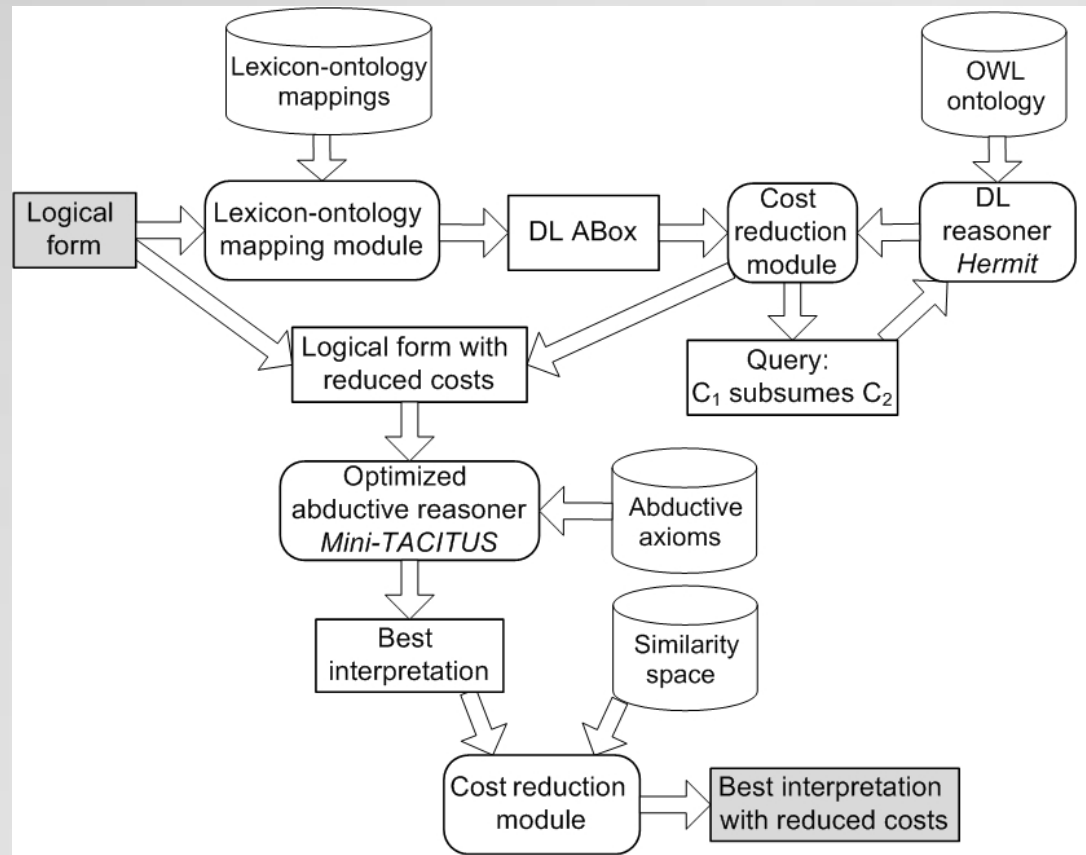 Lexicon-ontology
mappings
OWL
ontology
Logical
form
Lexicon-ontology
mapping module
DL ABox
Cost
reduction
module
DL
reasoner
Hermit
Logical form with
reduced costs
Query:
C₁ subsumes C₂
Optimized
abductive reasoner
Mini-TACITUS
Abductive
axioms
Best
interpretation
Similarity
space
Cost reduction
module
Best interpretation
with reduced costs